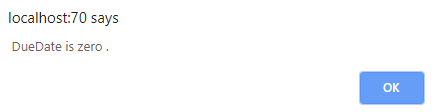 localhost:70 says
DueDate is zero .
OK